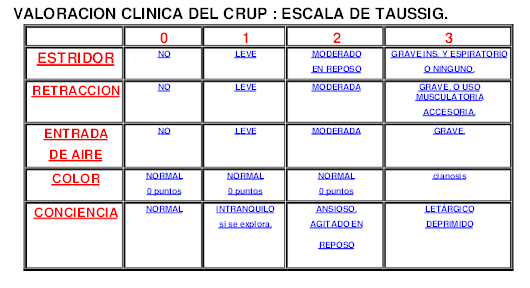 VALORACION CLINICA DEL CRUP : ESCALA DE TAUSSIG.
0 1 2 3
ESTRIDOR NO LEVE MODERADO GRAVE INS. Y ESPIRATORIO
EN REPOSO O NINGUNO.
RETRACCION NO LEVE MODERADA GRAVE, O USO
MUSCULATORIA
ACCESORIA.
ENTRADA NO LEVE MODERADA GRAVE.
DE AIRE
COLOR NORMAL NORMAL NORMAL cianosis
0 puntos 0 puntos 0 puntos
CONCIENCIA NORMAL INTRANQUILO ANSIOSO, LETÁRGICO
si se explora. AGITADO EN DEPRIMIDO
REPOSO